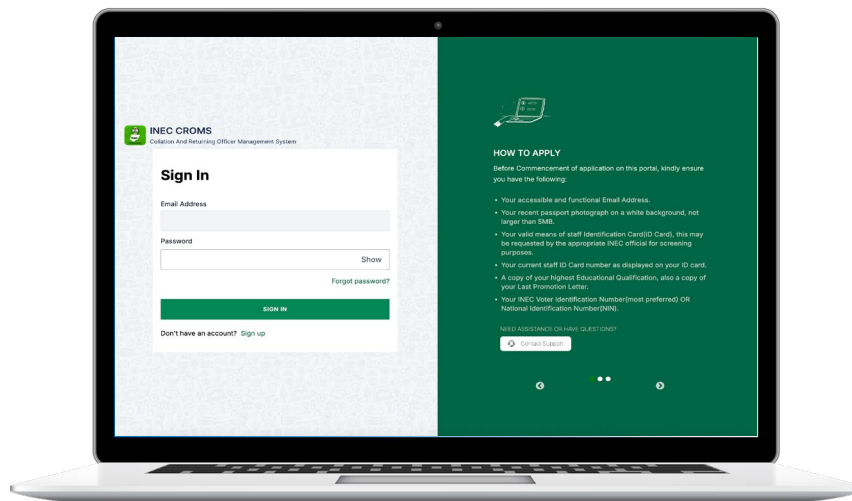 INEC CROMS
Collation And Returning Officer Management System
Sign In
Email Address
Password
Show
Forgot password?
SIGN IN
Don't have an account? Sign up
HOW TO APPLY
Before Commencement of application on this portal, kindly ensure
you have the following:
• Your accessible and functional Email Address.
• Your recent passport photograph on a white background, not
larger than 5MB.
• Your valid means of staff Identification Card(ID Card), this may
be requested by the appropriate INEC official for screening
purposes.
• Your current staff ID Card number as displayed on your ID card.
• A copy of your highest Educational Qualification, also a copy of
your Last Promotion Letter.
• Your INEC Voter Identification Number(most preferred) OR
National Identification Number(NIN).
NEED ASSISTANCE OR HAVE QUESTIONS?
Contact Support